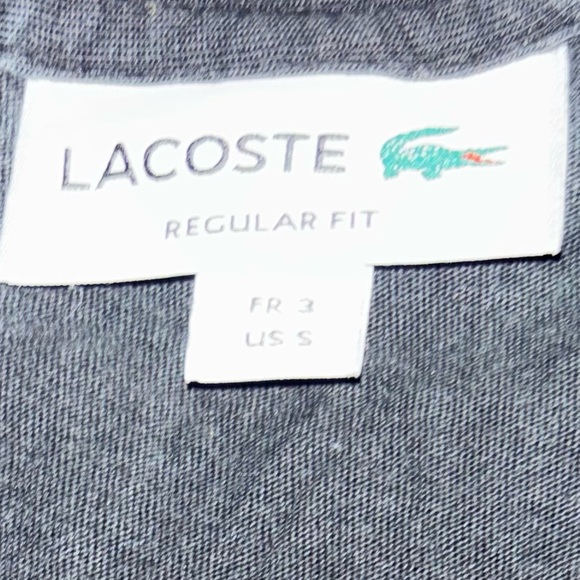 LACOSTE
REGULAR FIT
FR 3
US S